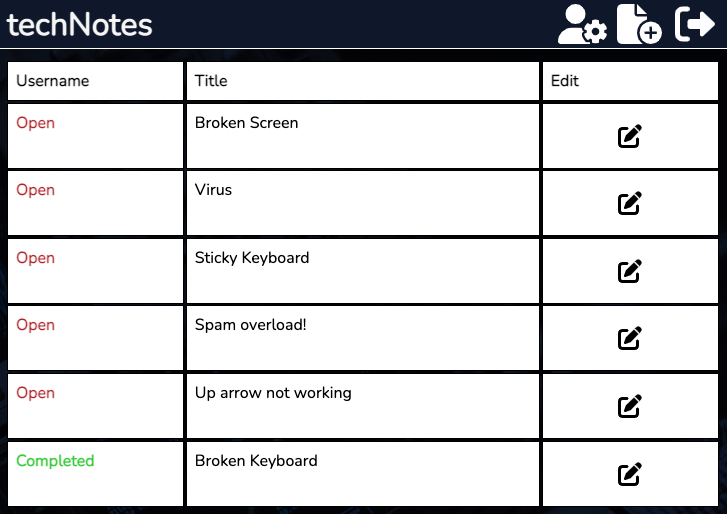 techNotes
Username Title Edit
Open Broken Screen
Open Virus
Open Sticky Keyboard
Open Spam overload!
Open Up arrow not working
Completed Broken Keyboard